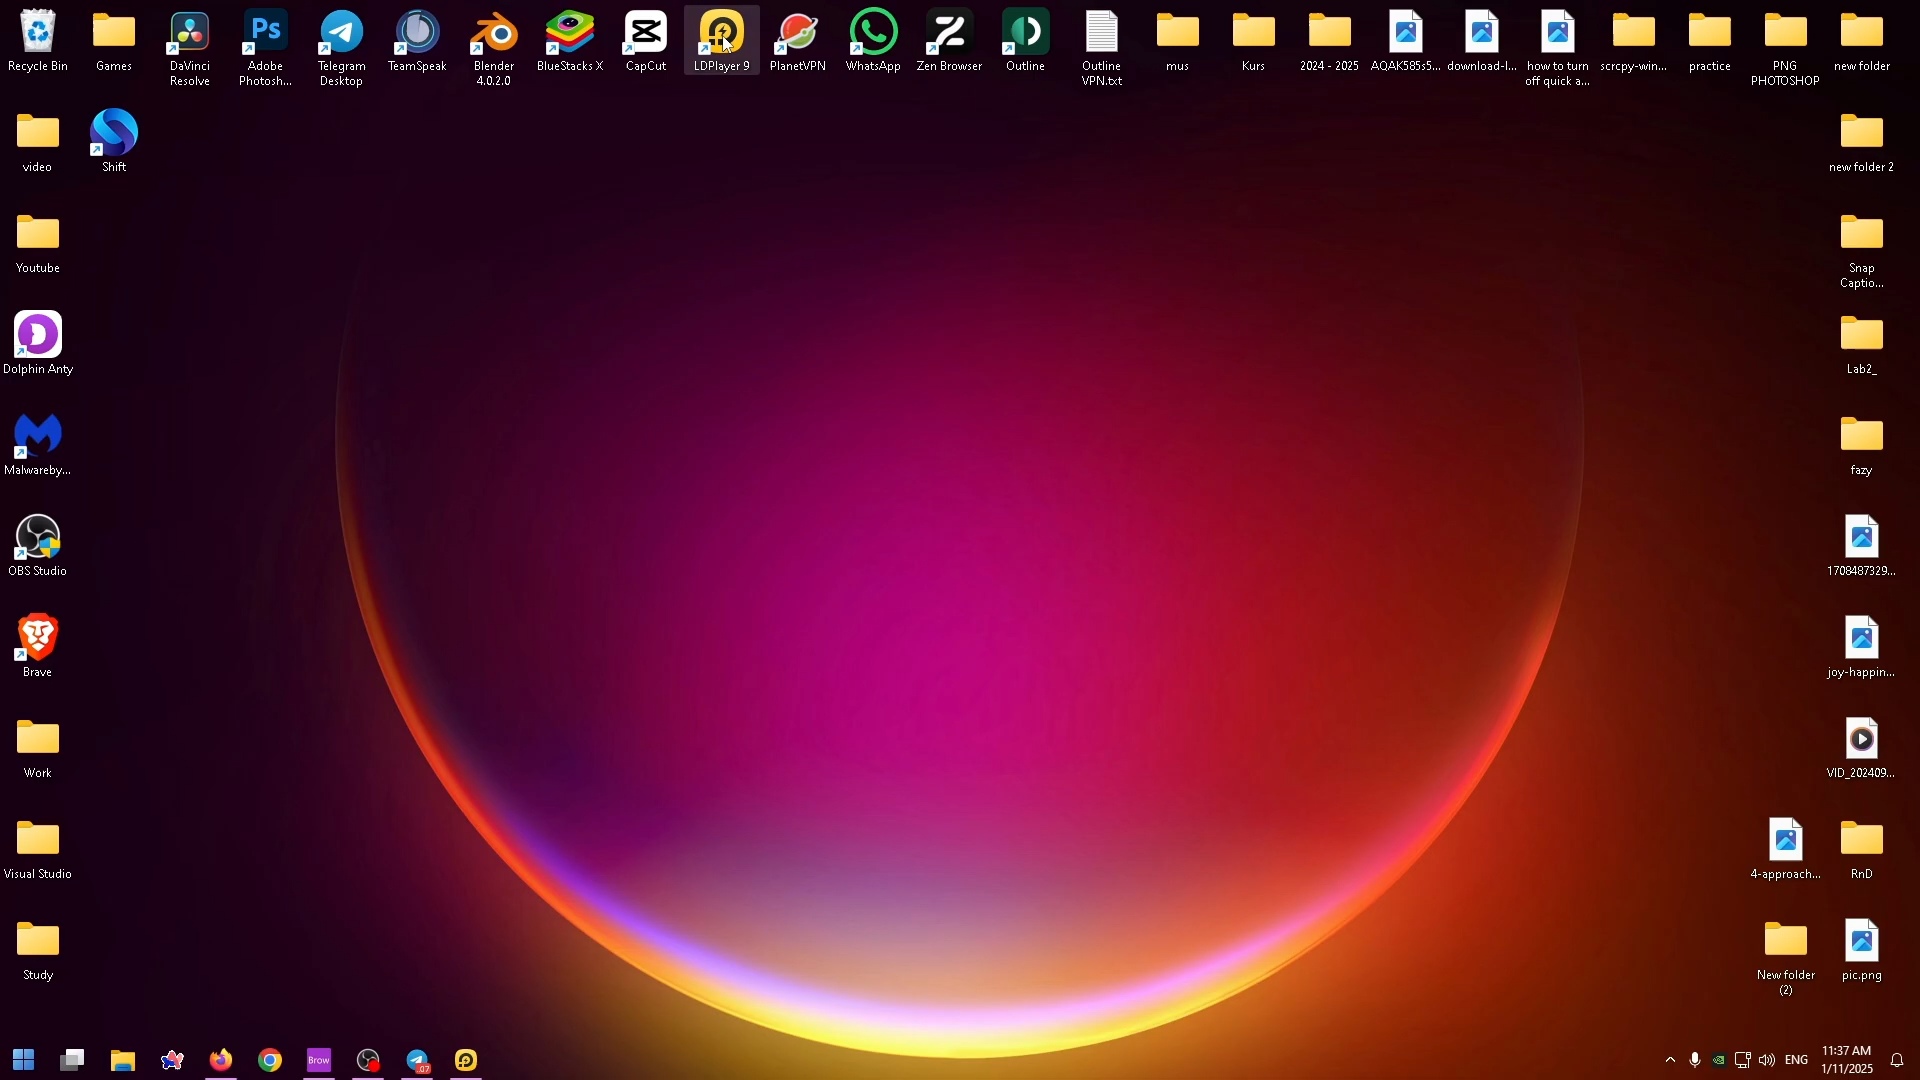 Recycle Bin
Games
DaVinci
Resolve
Ps
Adobe
Photosh...
Telegram
Desktop
TeamSpeak
Blender
4.0.2.0
BlueStacks X
CapCut
LDPlayer 9
PlanetVPN
WhatsApp
Zen Browser
Outline
Outline
VPN.txt
mus
Kurs
2024 - 2025
AQAK585s5...
download-l...
how to turn
off quick a...
scrcpy-win...
practice
PNG
PHOTOSHOP
new folder
video
Shift
new folder 2
Youtube
Snap
Captio...
Dolphin Anty
Lab2_
Malwareby...
fazy
OBS Studio
1708487329...
Brave
joy-happin...
Work
VID_202409...
Visual Studio
4-approach...
RnD
Study
New folder
(2)
pic.png
Brow
.07
ENG
11:37 AM
1/11/2025